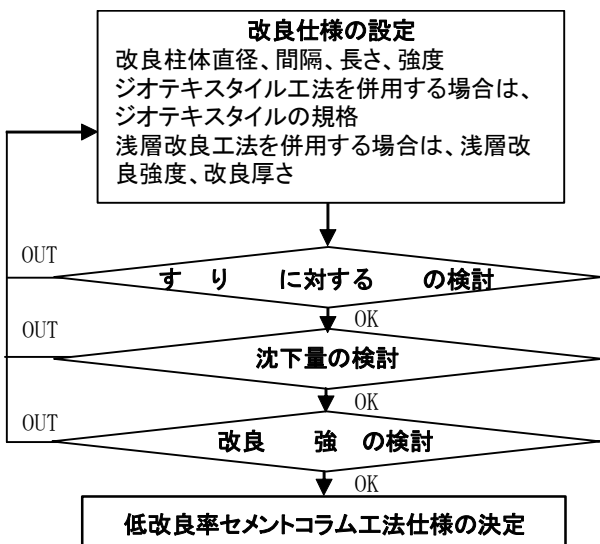 改良仕様の設定
改良柱体直径、間隔、長さ、強度
ジオテキスタイル工法を併用する場合は、
ジオテキスタイルの規格
浅層改良工法を併用する場合は、浅層改
良強度、改良厚さ
OUT
す り に対する の検討
OK
OUT
沈下量の検討
OK
OUT
改良 強 の検討
OK
低改良率セメントコラム工法仕様の決定